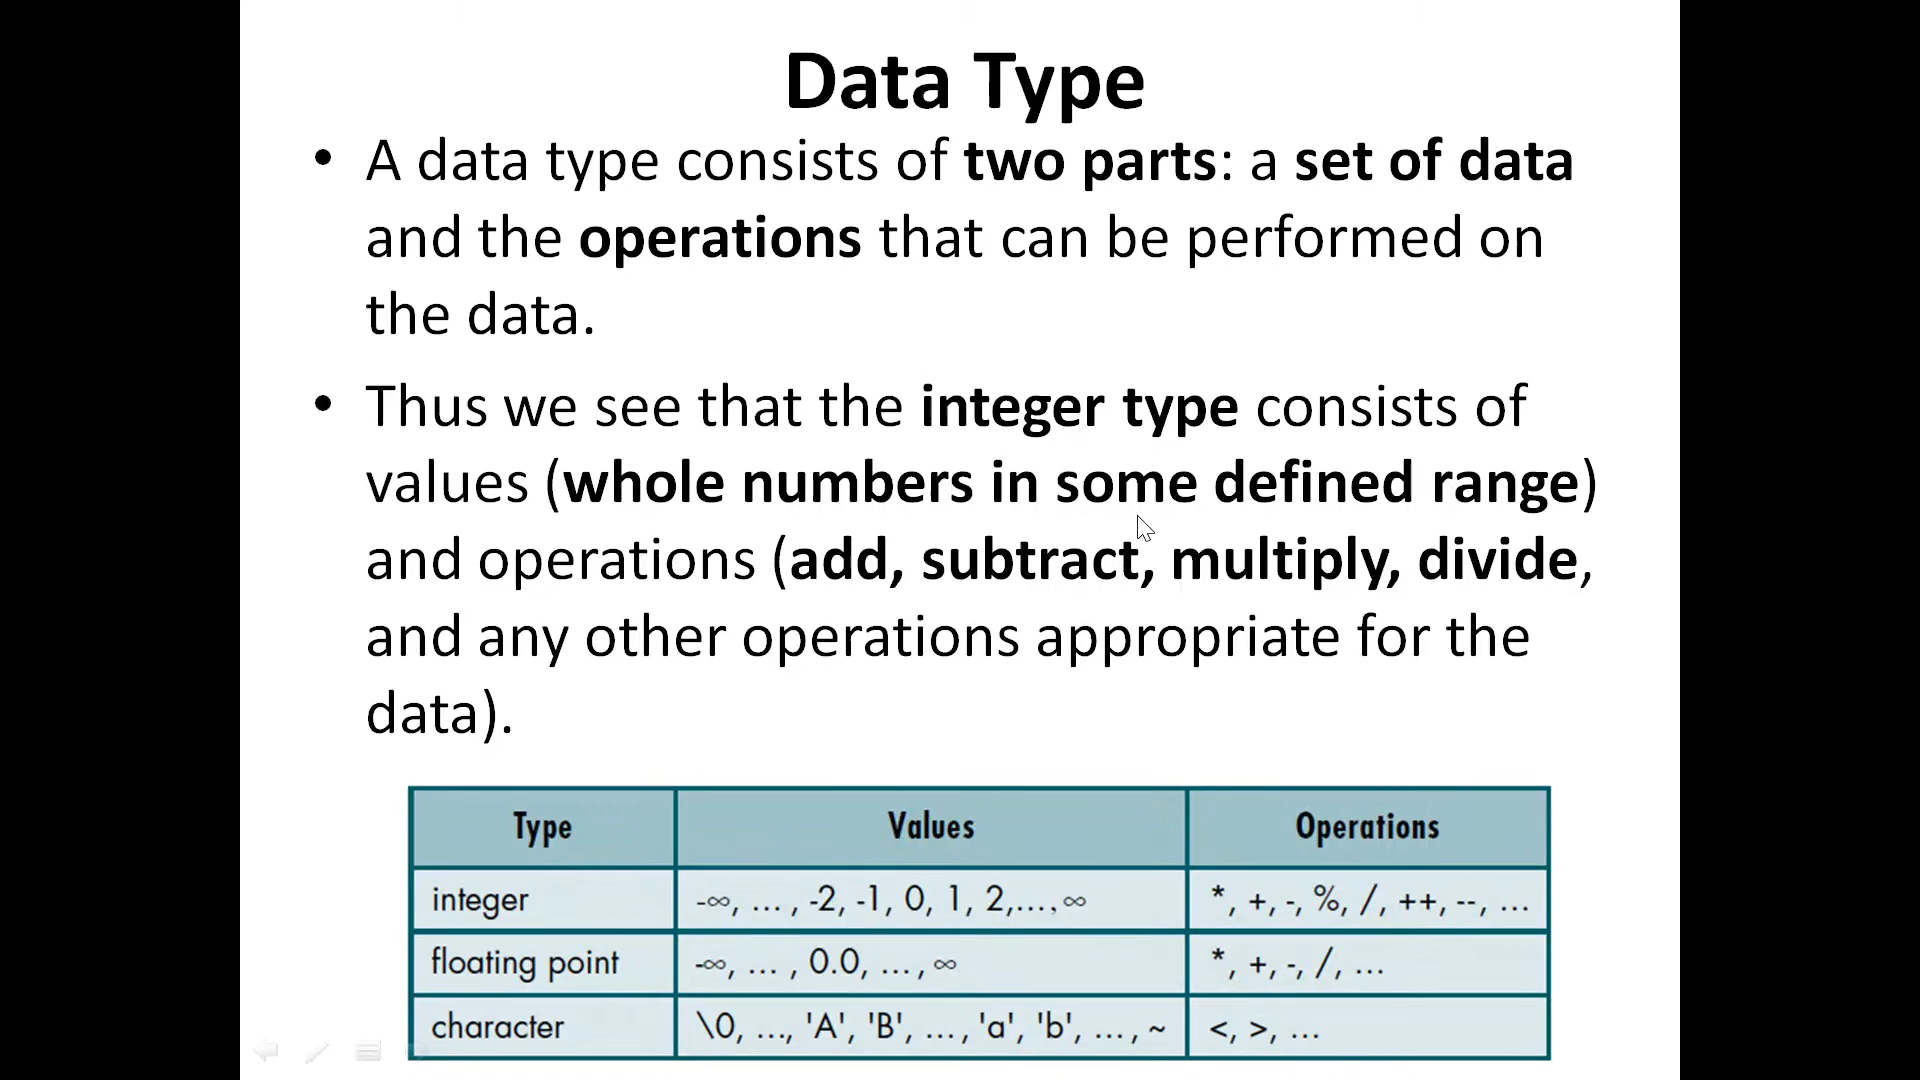 Data Type
• A data type consists of two parts: a set of data
and the operations that can be performed on
the data.
• Thus we see that the integer type consists of
values (whole numbers in some defined range)
and operations (add, subtract, multiply, divide,
and any other operations appropriate for the
data).
Type Values Operations
integer -∞, ... , -2, -1, 0, 1, 2,..., ∞ *, +, -, %, /, ++, --, ...
floating point -∞, ... , 0.0, ..., ∞ *, +, -, /, ...
character \0, ..., 'A', 'B', ..., 'a', 'b', ... , ~ <, >, ...